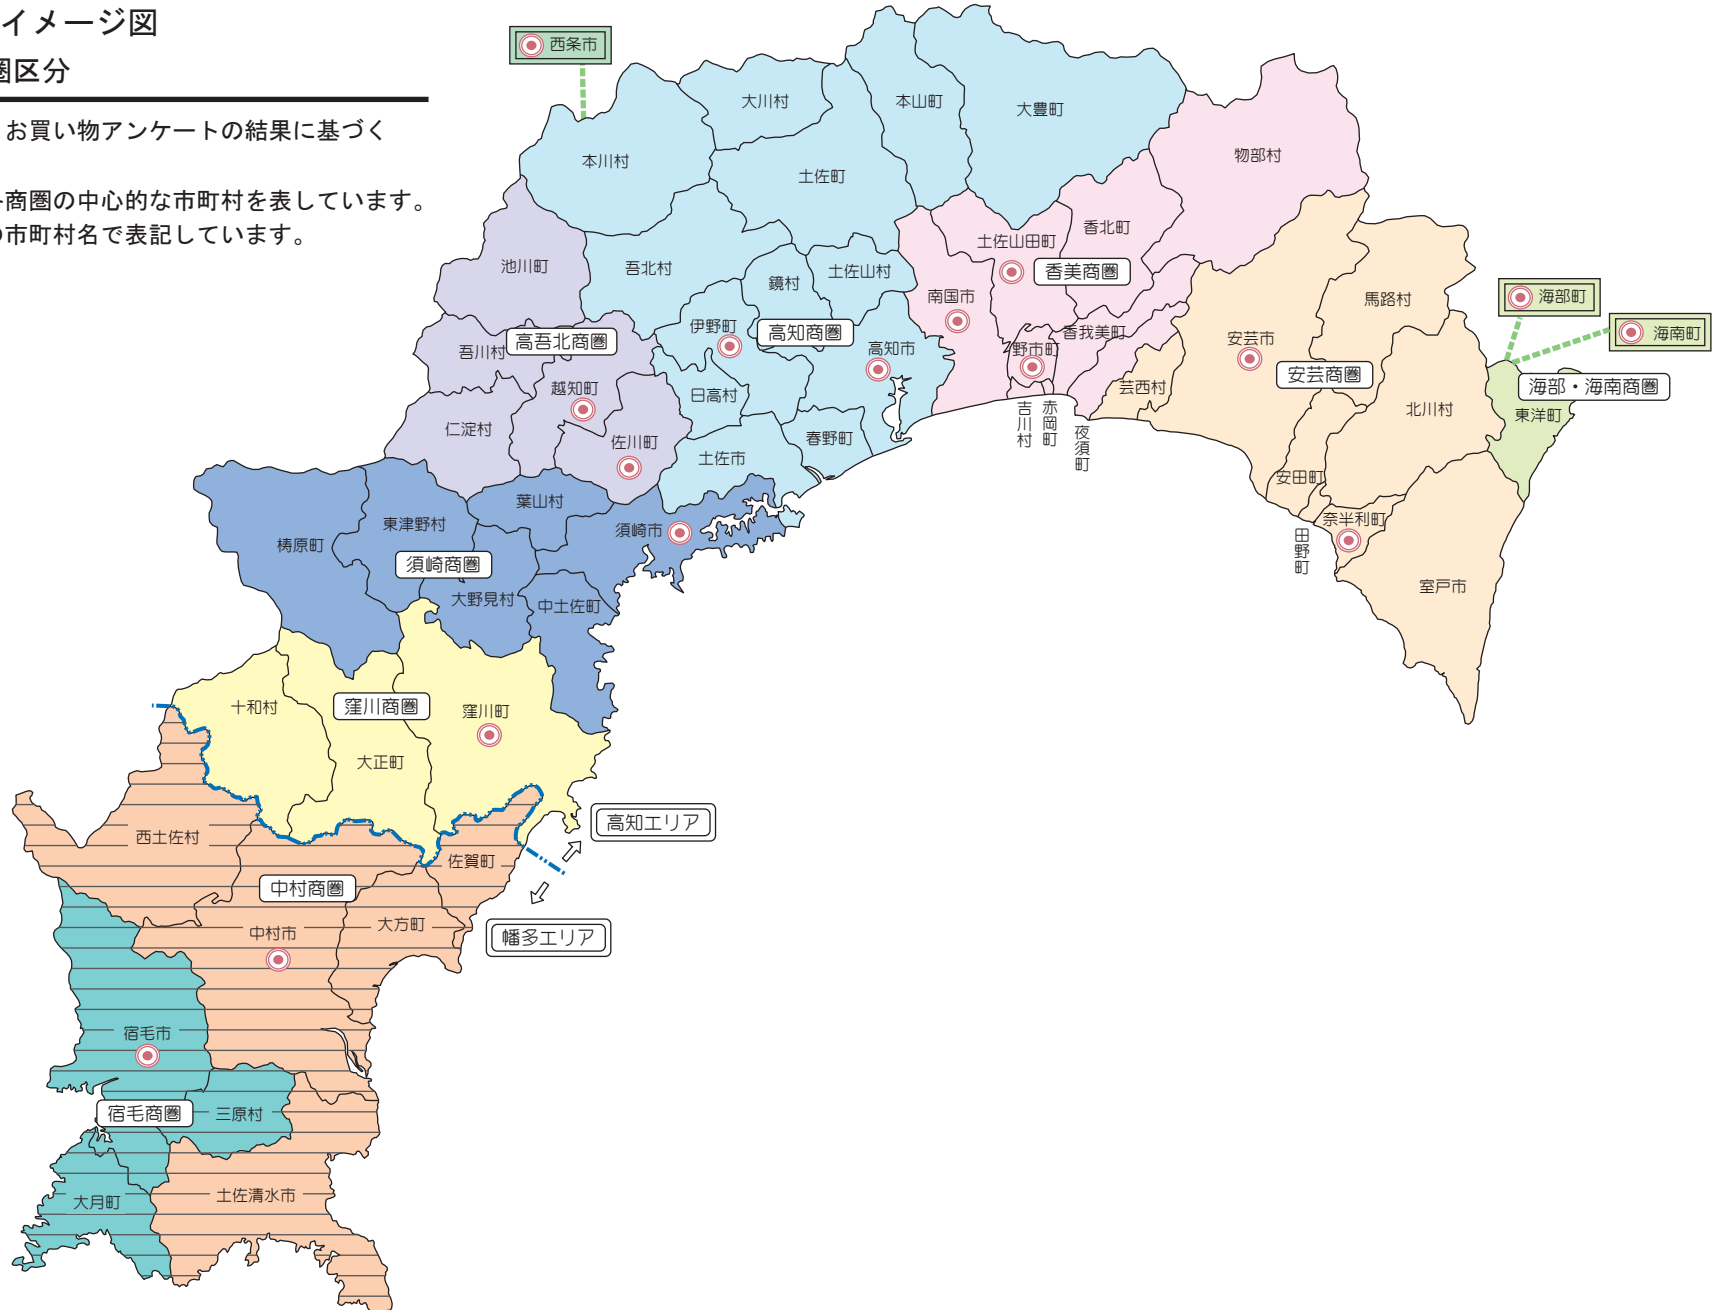 イメージ図
圏区分
お買い物アンケートの結果に基づく
商圏の中心的な市町村を表しています。
市町村名で表記しています。
西条市
大川村
本山町
大豊町
本川村
土佐町
物部村
池川町
吾北村
鏡村
土佐山村
土佐山田町
香北町
香美商圏
南国市
馬路村
海部町
海南町
吾川村
高吾北商圏
伊野町
高知商圏
高知市
野市町
香我美町
安芸市
安芸商圏
越知町
日高村
芸西村
海部・海南商圏
東洋町
仁淀村
佐川町
春野町
吉川村
赤岡町
夜須町
北川村
土佐市
安田町
葉山村
東津野村
須崎市
奈半利町
田野町
梼原町
須崎商圏
大野見村
中土佐町
室戸市
十和村
窪川商圏
窪川町
大正町
高知エリア
西土佐村
佐賀町
中村商圏
大方町
幡多エリア
中村市
宿毛市
宿毛商圏
三原村
大月町
土佐清水市